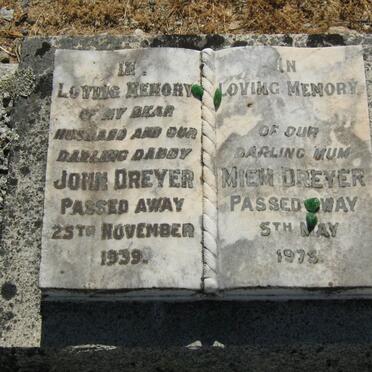 IN
LOVING MEMORY
OF MY DEAR
HUSBAND AND OUR
DARLING DADDY
JOHN DREYER
PASSED AWAY
25TH NOVEMBER
1939.
IN
LOVING MEMORY
OF OUR
DARLING MUM
MIEM DREYER
PASSED AWAY
5TH MAY